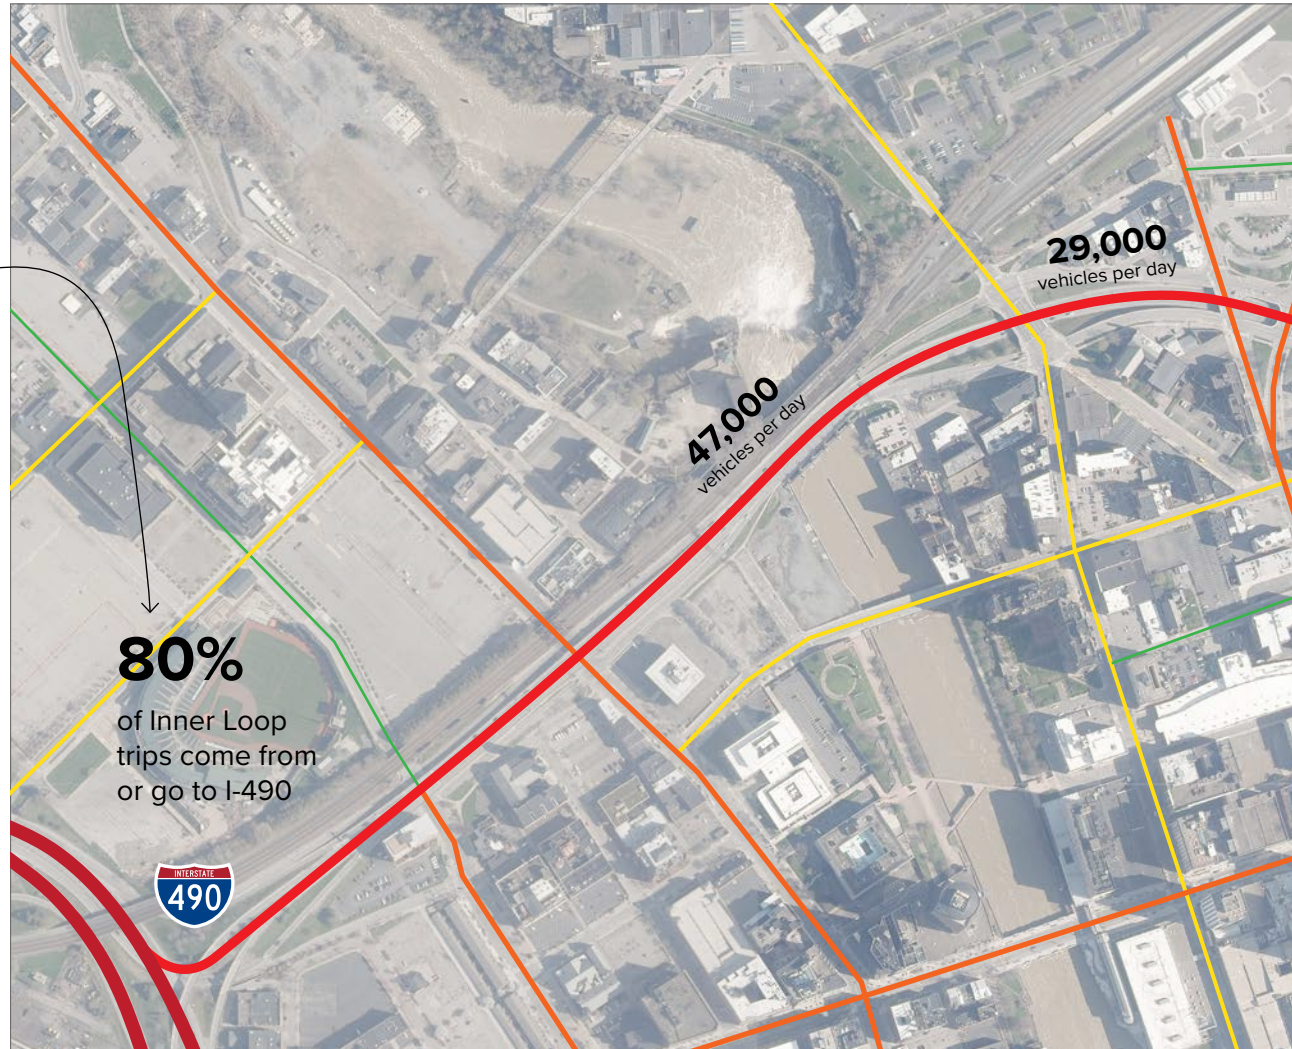 29,000
vehicles per day
47,000
vehicles per day
80%
of Inner Loop
trips come from
or go to I-490
INTERSTATE
490